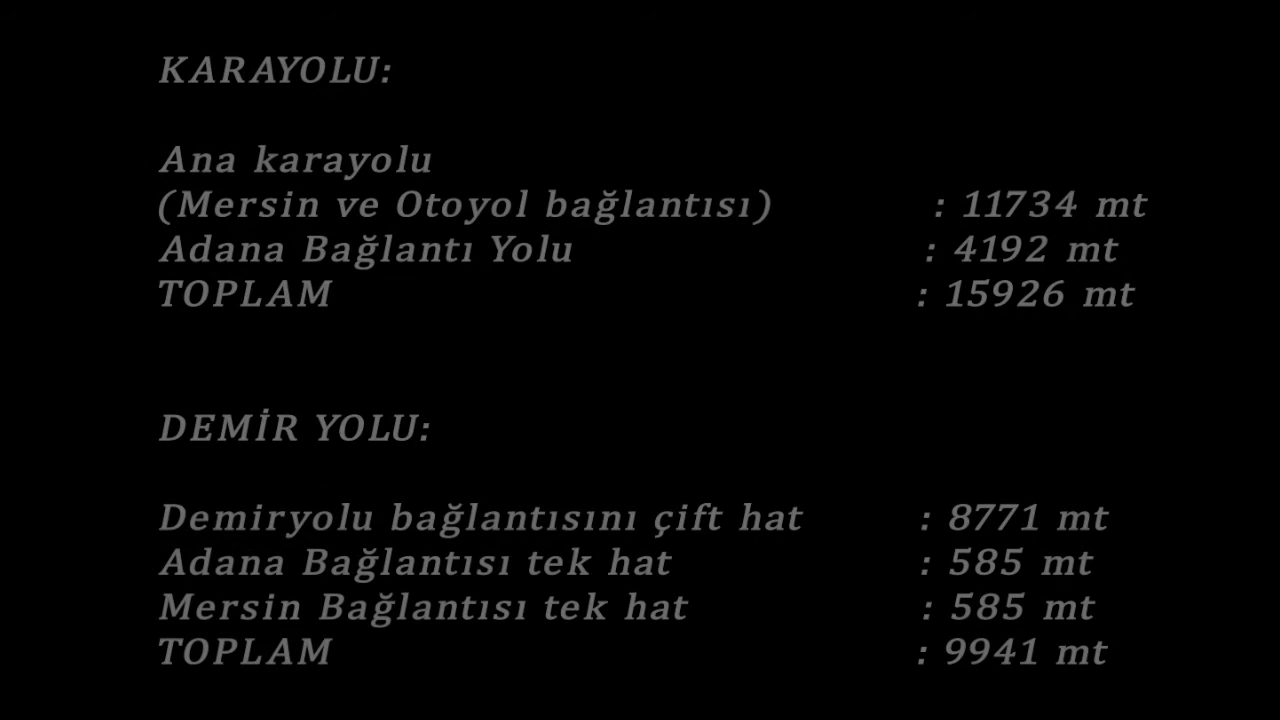 KARAYOLU:
Ana karayolu
(Mersin ve Otoyol bağlantısı) : 11734 mt
Adana Bağlantı Yolu : 4192 mt
TOPLAM : 15926 mt
DEMİR YOLU:
Demiryolu bağlantısını çift hat : 8771 mt
Adana Bağlantısı tek hat : 585 mt
Mersin Bağlantısı tek hat : 585 mt
TOPLAM : 9941 mt